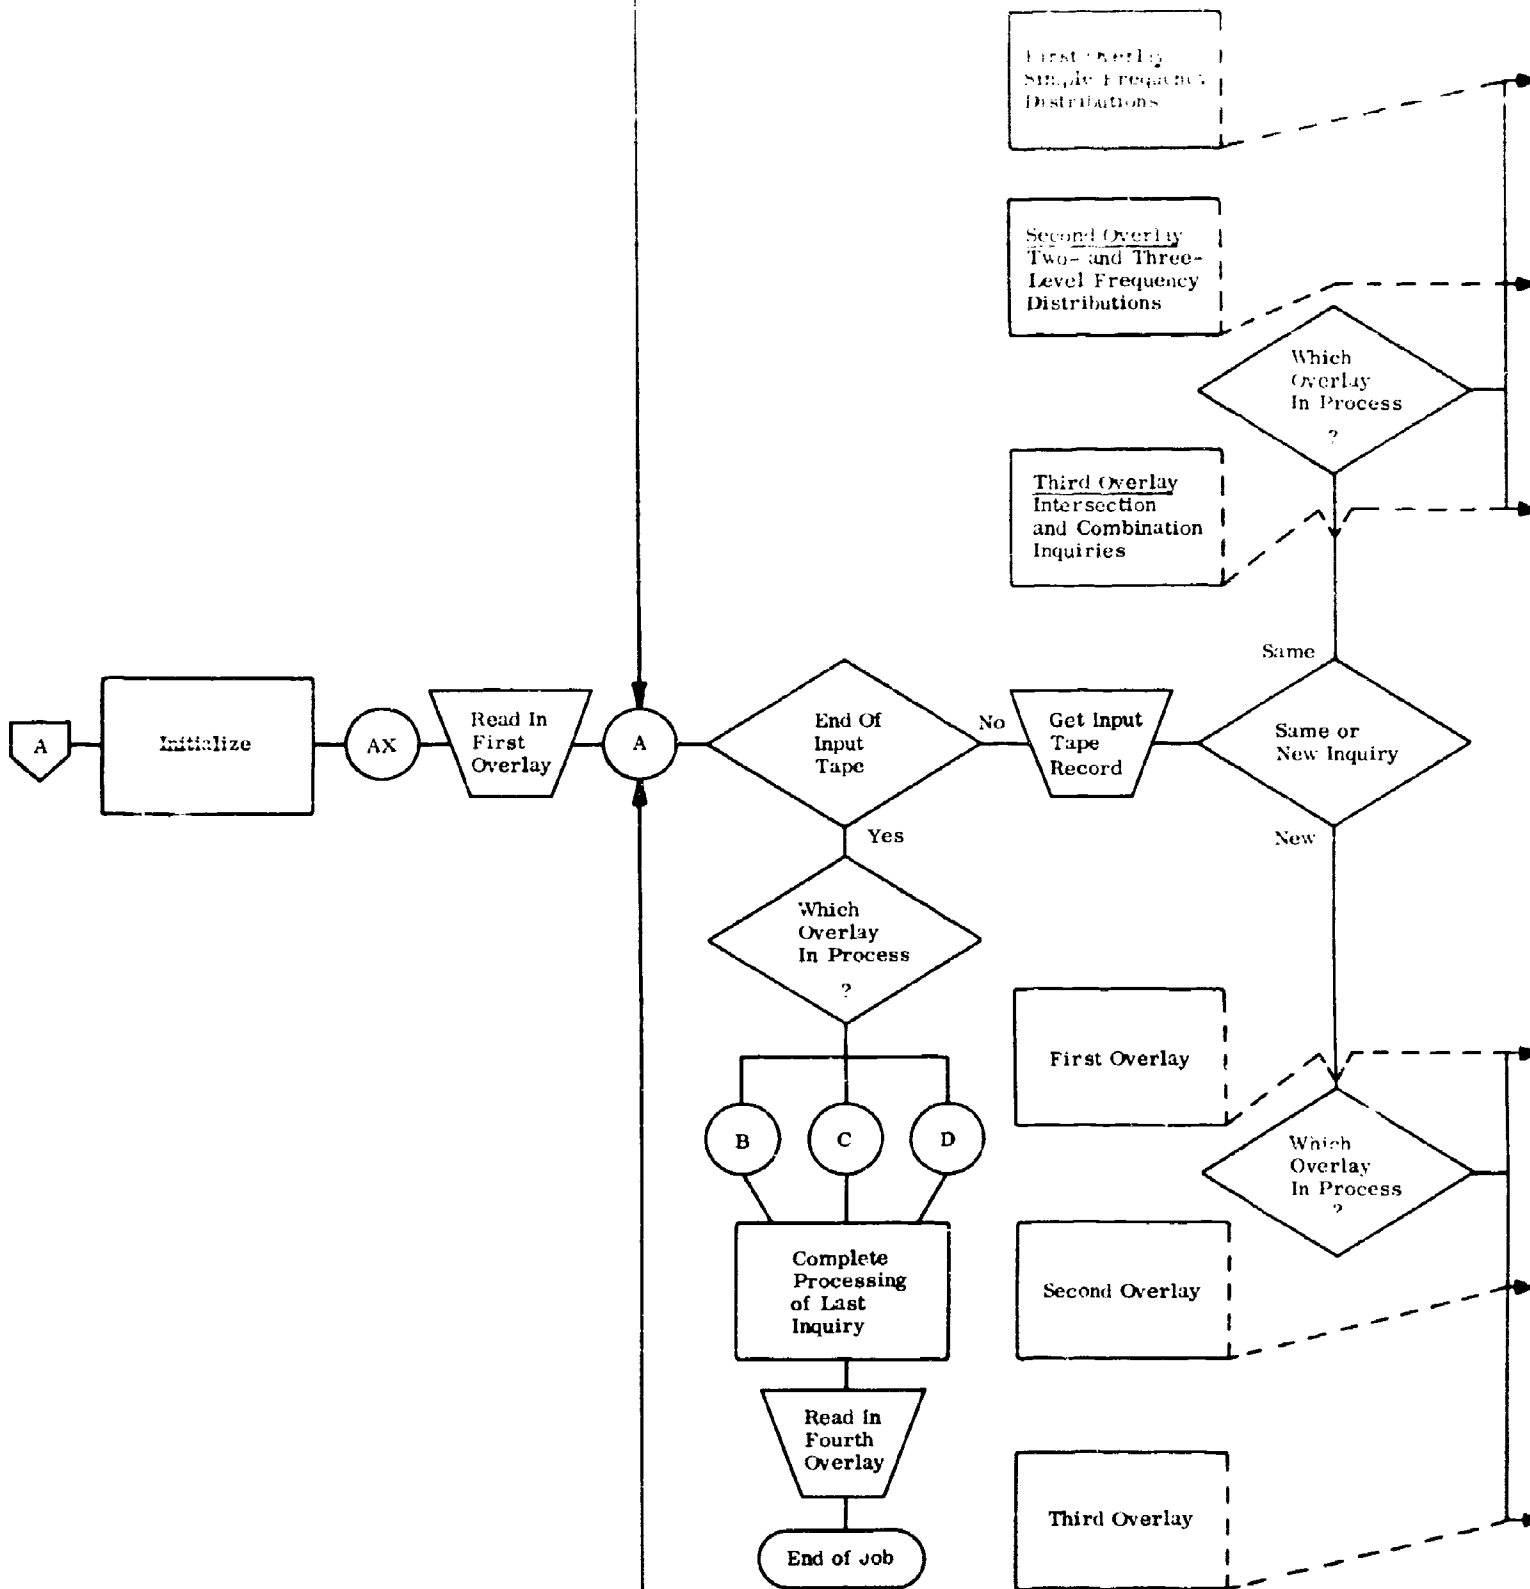 First Overlay
Simple Frequency
Distributions
Second Overlay
Two- and Three-
Level Frequency
Distributions
Which
Overlay
In Process
?
Third Overlay
Intersection
and Combination
Inquiries
Same
A
Initialize
AX
Read In
First
Overlay
A
End Of
Input
Tape
No
Get Input
Tape
Record
Same or
New Inquiry
Yes
New
Which
Overlay
In Process
?
First Overlay
B
C
D
Which
Overlay
In Process
?
Complete
Processing
of Last
Inquiry
Second Overlay
Read In
Fourth
Overlay
Third Overlay
End of Job